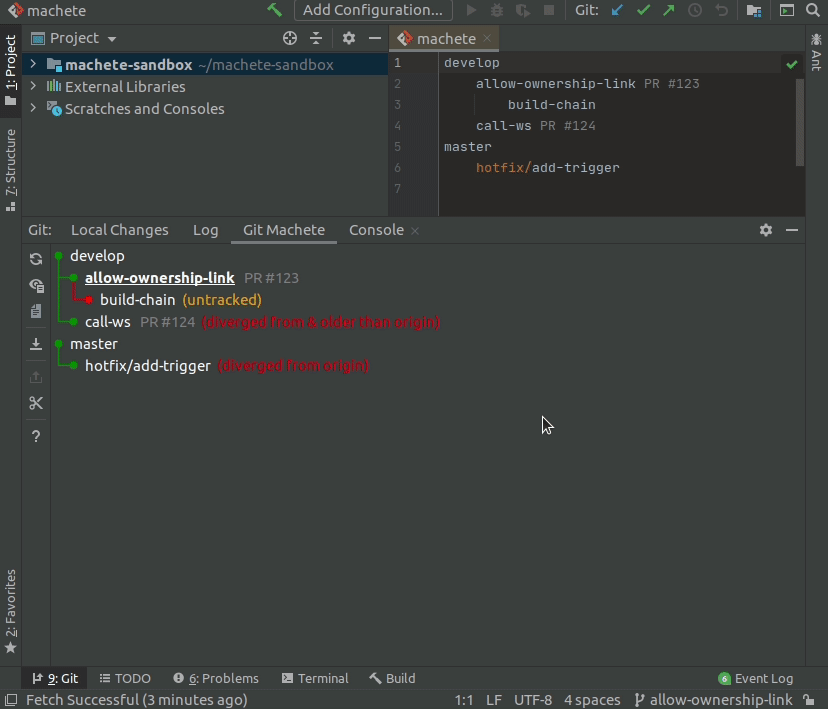 machete
Add Configuration...
Git:
1: Project
Project
machete-sandbox ~/machete-sandbox
External Libraries
Scratches and Consoles
7: Structure
machete
1 develop
2 allow-ownership-link PR #123
3 build-chain
4 call-ws PR #124
5 master
6 hotfix/add-trigger
7
Ant
Git: Local Changes Log Git Machete Console
develop
allow-ownership-link PR #123
build-chain (untracked)
call-ws PR #124 (diverged from & older than origin)
master
hotfix/add-trigger (diverged from origin)
?
2: Favorites
9: Git TODO 6: Problems Terminal Build 6 Event Log
Fetch Successful (3 minutes ago) 1:1 LF UTF-8 4 spaces allow-ownership-link